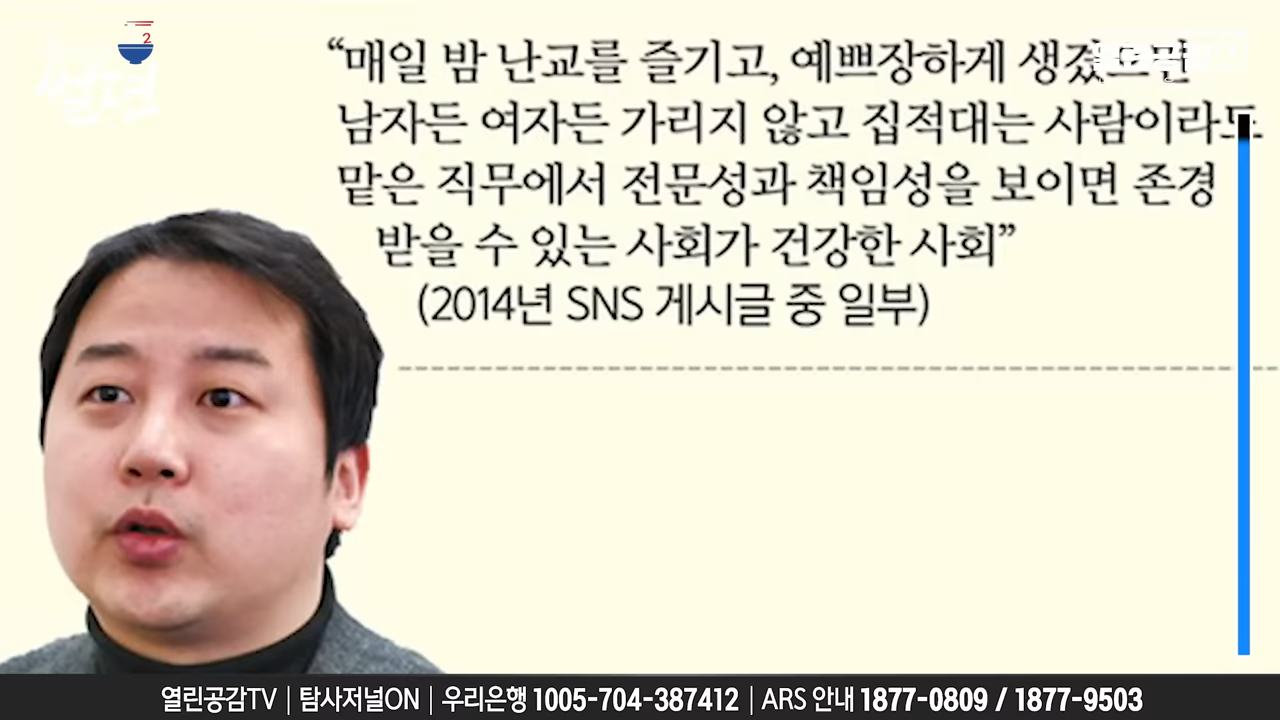 2
썰뎐
“매일 밤 난교를 즐기고, 예쁘장하게 생겼으면
남자든 여자든 가리지 않고 집적대는 사람이라도
맡은 직무에서 전문성과 책임성을 보이면 존경
받을 수 있는 사회가 건강한 사회”
(2014년 SNS 게시글 중 일부)
열린공감TV | 탐사저널ON | 우리은행 1005-704-387412 | ARS 안내 1877-0809 / 1877-9503